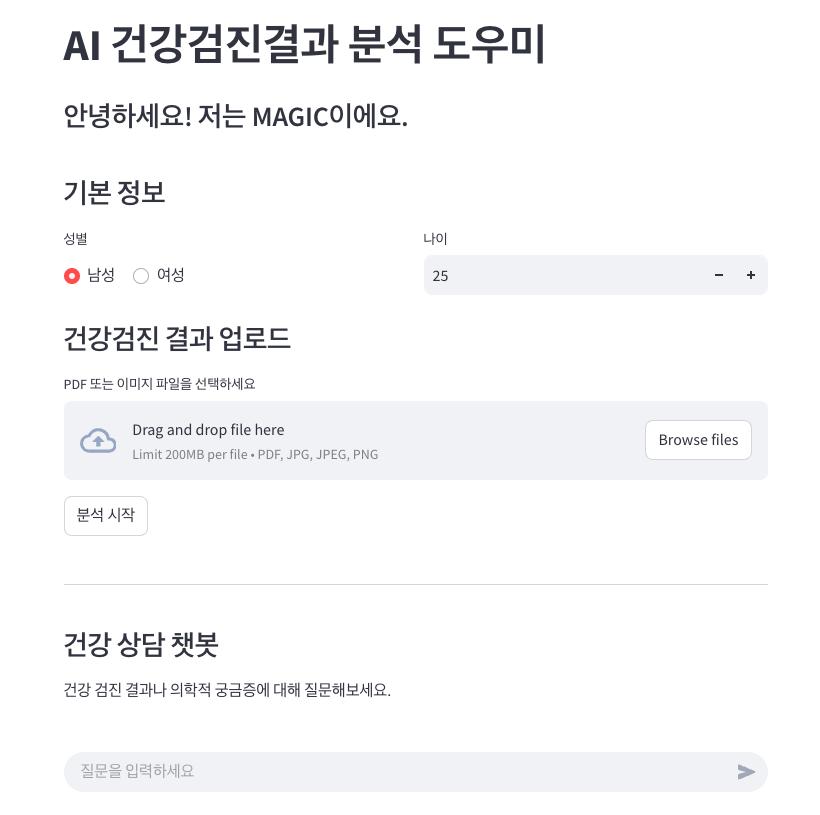 AI 건강검진결과 분석 도우미
안녕하세요! 저는 MAGIC이에요.
기본 정보
성별
나이
남성
여성
25
건강검진 결과 업로드
PDF 또는 이미지 파일을 선택하세요
Drag and drop file here
Limit 200MB per file • PDF, JPG, JPEG, PNG
Browse files
분석 시작
건강 상담 챗봇
건강 검진 결과나 의학적 궁금증에 대해 질문해보세요.
질문을 입력하세요